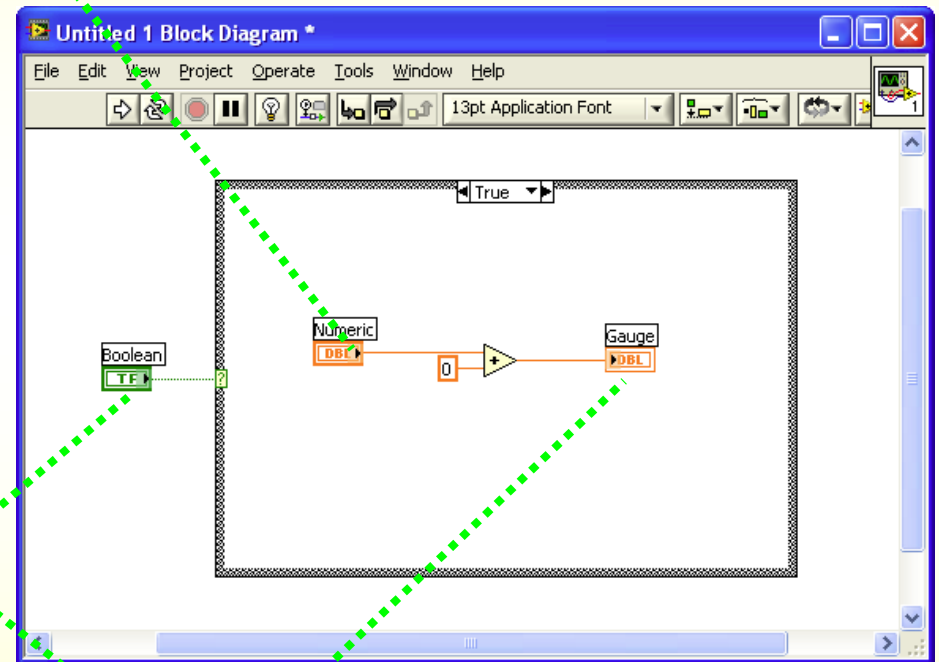 Untitled 1 Block Diagram *
File Edit View Project Operate Tools Window Help
13pt Application Font
1
True
Numeric
DBL
Gauge
DBL
0
+
Boolean
TF
?